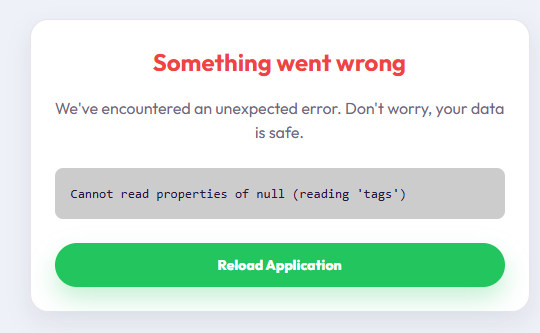 Something went wrong
We've encountered an unexpected error. Don't worry, your data
is safe.
Cannot read properties of null (reading 'tags')
Reload Application